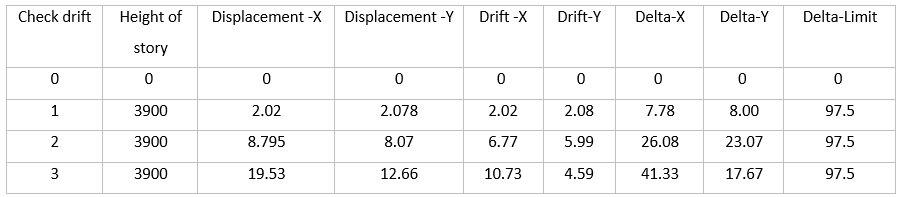 Check drift Height of story Displacement -X Displacement -Y Drift -X Drift-Y Delta-X Delta-Y Delta-Limit
0 0 0 0 0 0 0 0 0
1 3900 2.02 2.078 2.02 2.08 7.78 8.00 97.5
2 3900 8.795 8.07 6.77 5.99 26.08 23.07 97.5
3 3900 19.53 12.66 10.73 4.59 41.33 17.67 97.5